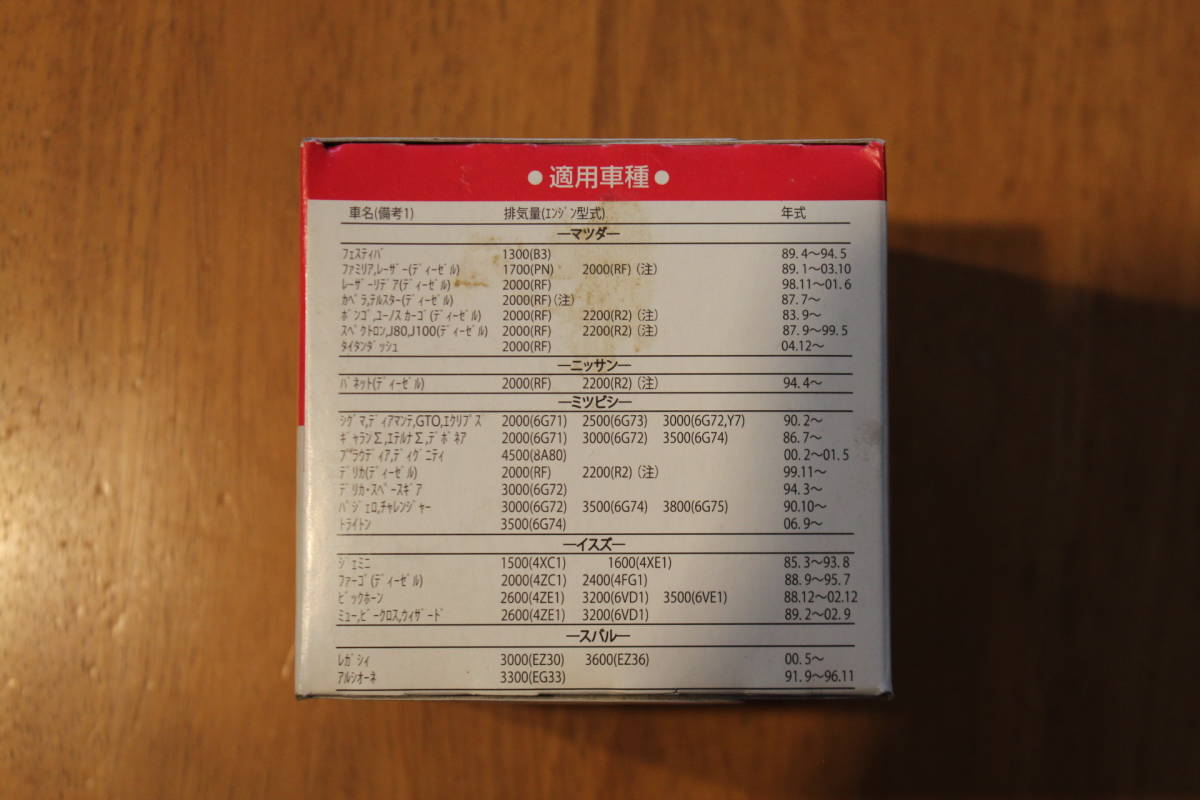 ●適用車種●
車名(備考1) 排気量(ｴﾝｼﾞﾝ型式) 年式
―マツダ―
ﾌｪｽﾃｨﾊﾞ 1300(B3) 89.4〜94.5
ﾌｧﾐﾘｱ,ﾚｰｻﾞｰ(ﾃﾞｨｰｾﾞﾙ) 1700(PN) 2000(RF) (注) 89.1〜03.10
ﾚｰｻﾞｰﾘﾃﾞｱ(ﾃﾞｨｰｾﾞﾙ) 2000(RF) 98.11〜01.6
ｶﾍﾟﾗ,ﾃﾙｽﾀｰ(ﾃﾞｨｰｾﾞﾙ) 2000(RF)(注) 87.7〜
ﾎﾞﾝｺﾞ,ﾕｰﾉｽ ｶｰｺﾞ(ﾃﾞｨｰｾﾞﾙ) 2000(RF) 2200(R2) (注) 83.9〜
ｽﾍﾟｸﾄﾛﾝ,J80,J100(ﾃﾞｨｰｾﾞﾙ) 2000(RF) 2200(R2) (注) 87.9〜99.5
ﾀｲﾀﾝﾀﾞｯｼｭ 2000(RF) 04.12〜
―ニッサン―
ﾊﾞﾈｯﾄ(ﾃﾞｨｰｾﾞﾙ) 2000(RF) 2200(R2) (注) 94.4〜
―ミツビシ―
ｼｸﾞﾏ,ﾃﾞｨｱﾏﾝﾃ,GTO,ｴｸﾘﾌﾟｽ 2000(6G71) 2500(6G73) 3000(6G72,Y7) 90.2〜
ｷﾞｬﾗﾝΣ,ｴﾃﾙﾅΣ,ﾃﾞﾎﾞﾈｱ 2000(6G71) 3000(6G72) 3500(6G74) 86.7〜
ﾌﾟﾗｳﾃﾞｨｱ,ﾃﾞｨｸﾞﾆﾃｨ 4500(8A80) 00.2〜01.5
ﾃﾞﾘｶ(ﾃﾞｨｰｾﾞﾙ) 2000(RF) 2200(R2) (注) 99.11〜
ﾃﾞﾘｶ・ｽﾍﾟｰｽｷﾞｱ 3000(6G72) 94.3〜
ﾊﾟｼﾞｪﾛ,ﾁｬﾚﾝｼﾞｬｰ 3000(6G72) 3500(6G74) 3800(6G75) 90.10〜
ﾄﾗｲﾄﾝ 3500(6G74) 06.9〜
―イスズ―
ｼﾞｪﾐﾆ 1500(4XC1) 1600(4XE1) 85.3〜93.8
ﾌｧｰｺﾞ(ﾃﾞｨｰｾﾞﾙ) 2000(4ZC1) 2400(4FG1) 88.9〜95.7
ﾋﾞｯｸﾎｰﾝ 2600(4ZE1) 3200(6VD1) 3500(6VE1) 88.12〜02.12
ﾐｭｰ,ﾋﾞｰｸﾛｽ,ｳｨｻﾞｰﾄﾞ 2600(4ZE1) 3200(6VD1) 89.2〜02.9
―スバル―
ﾚｶﾞｼｨ 3000(EZ30) 3600(EZ36) 00.5〜
ｱﾙｼｵｰﾈ 3300(EG33) 91.9〜96.11